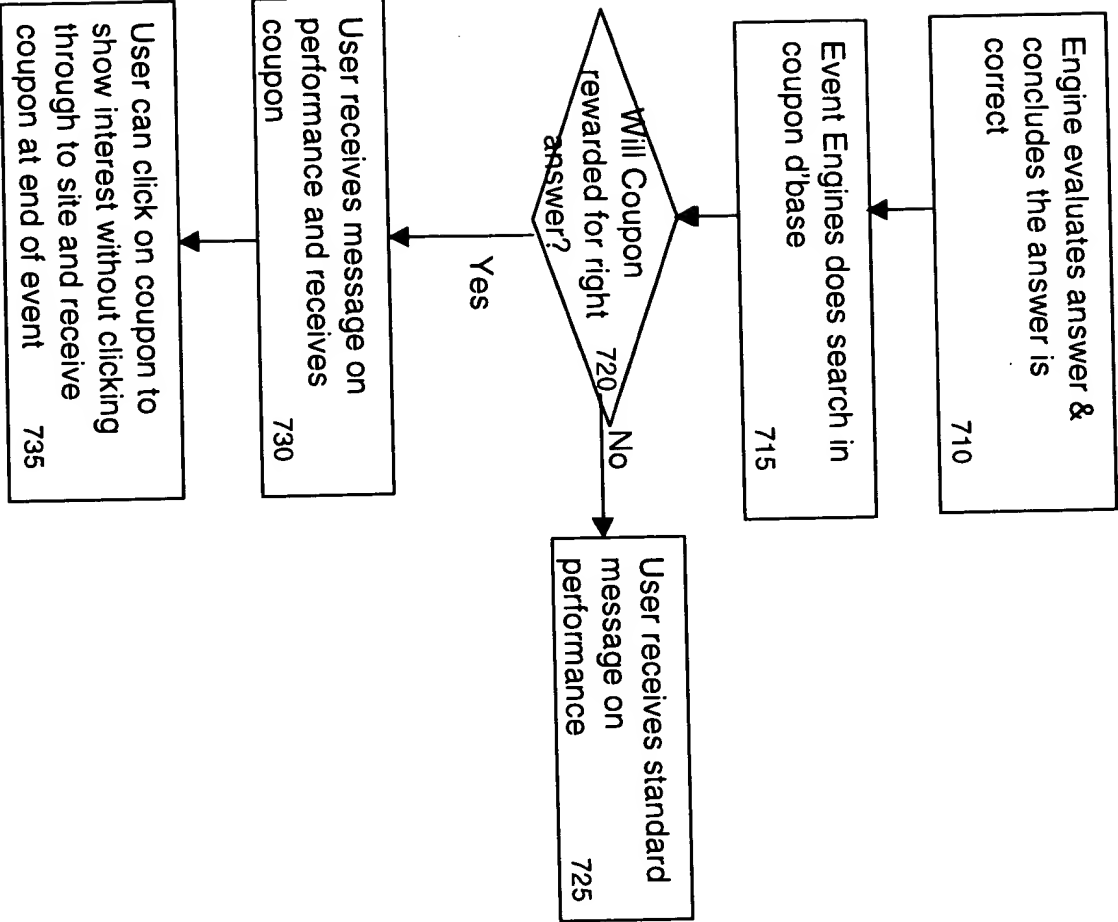 Engine evaluates answer &
concludes the answer is
correct
710
Event Engines does search in
coupon d'base
715
Will Coupon
rewarded for right
answer?
720
No
User receives standard
message on
performance
725
Yes
User receives message on
performance and receives
coupon
730
User can click on coupon to
show interest without clicking
through to site and receive
coupon at end of event
735